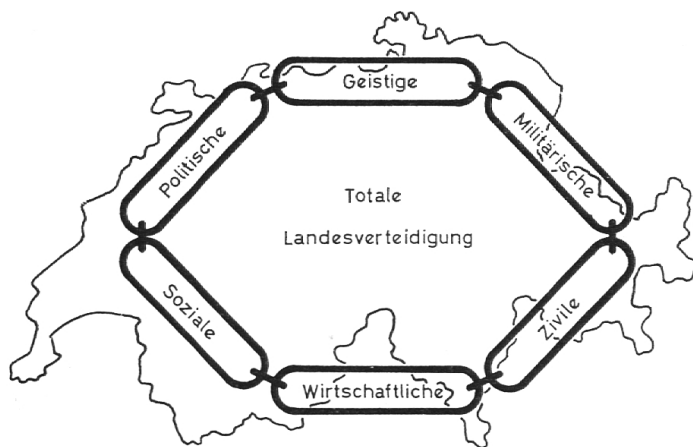 Geistige
Politische
Militärische
Totale
Landesverteidigung
Soziale
Zivile
Wirtschaftliche